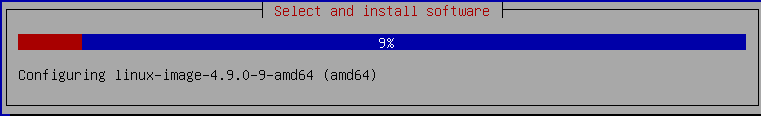 Select and install software
9%
Configuring linux-image-4.9.0-9-amd64 (amd64)